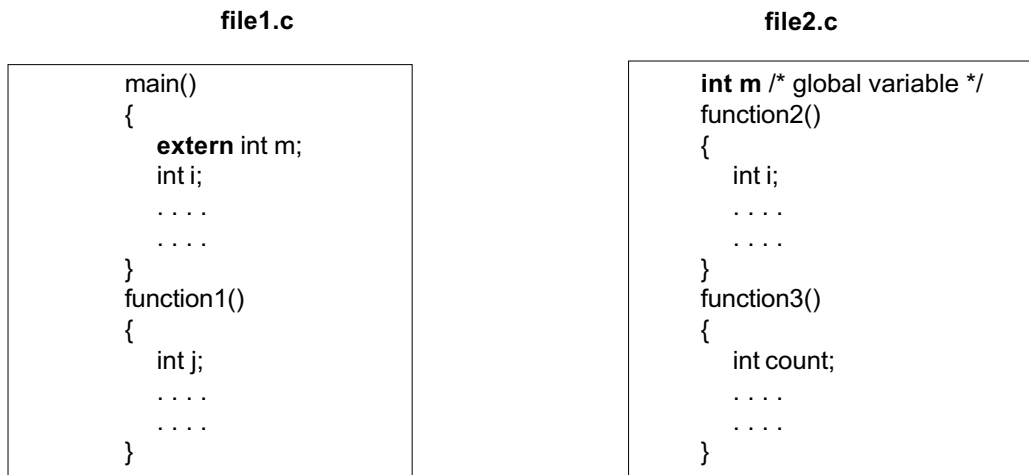 file1.c
main()
{
extern int m;
int i;
. . . .
. . . .
}
function1()
{
int j;
. . . .
. . . .
}
file2.c
int m /* global variable */
function2()
{
int i;
. . . .
. . . .
}
function3()
{
int count;
. . . .
. . . .
}